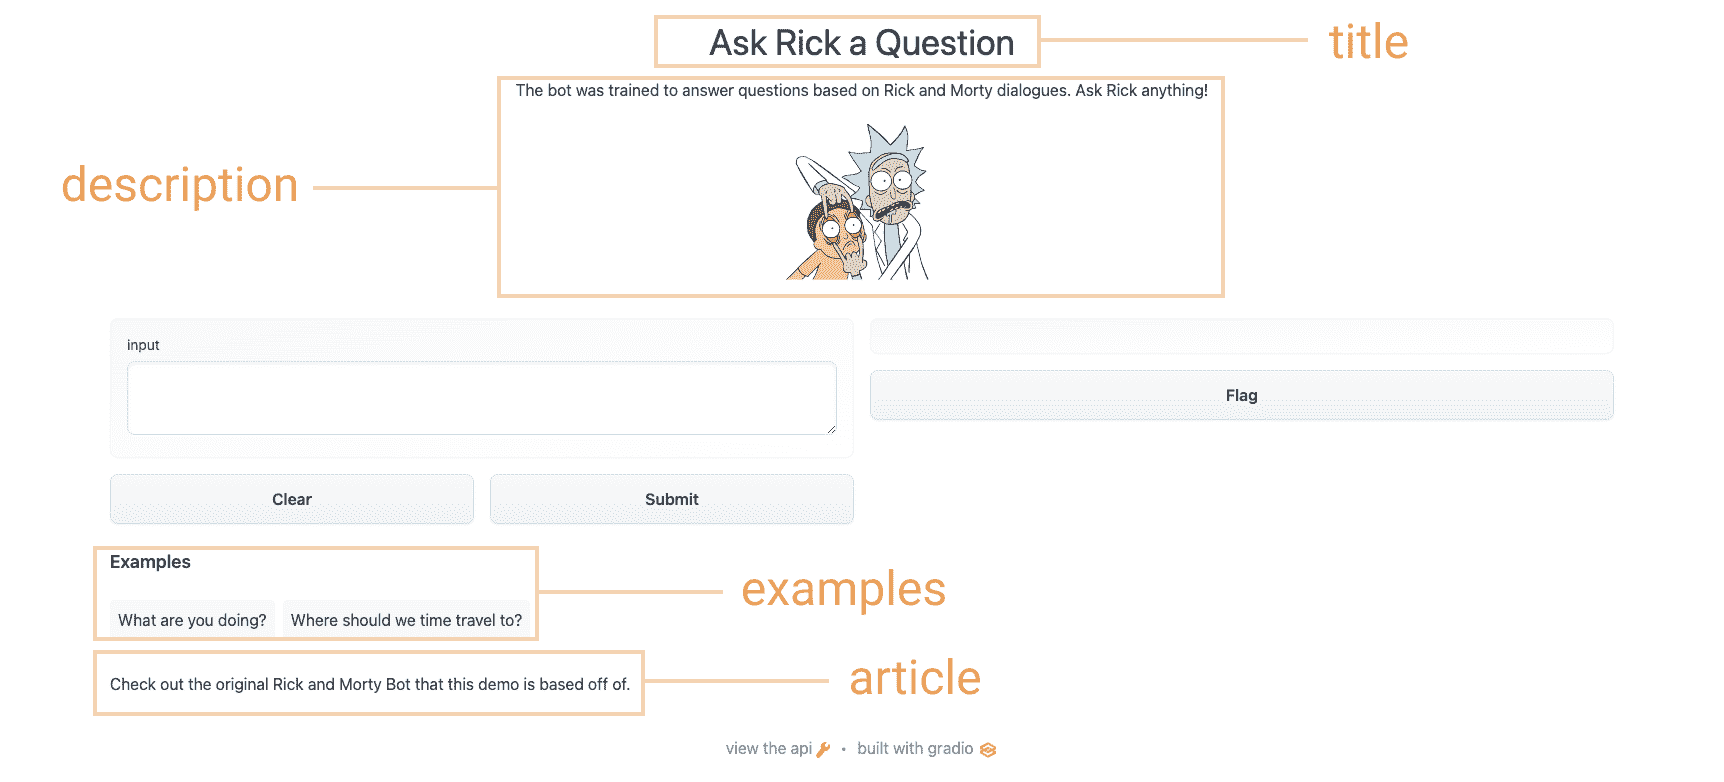 Ask Rick a Question
title
The bot was trained to answer questions based on Rick and Morty dialogues. Ask Rick anything!
description
input
Flag
Clear
Submit
Examples
examples
What are you doing?
Where should we time travel to?
Check out the original Rick and Morty Bot that this demo is based off of.
article
view the api • built with gradio